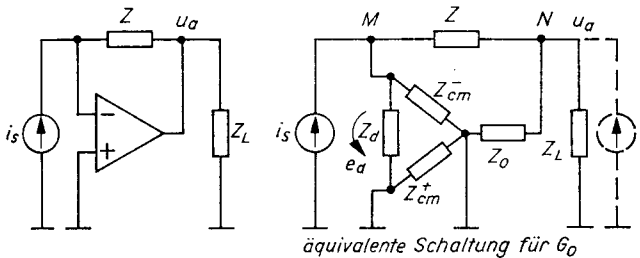 Z
u_a
i_s
−
+
Z_L
M
Z
N
u_a
i_s
Z_cm^−
Z_d
e_d
Z_cm^+
Z_o
Z_L
äquivalente Schaltung für G_o